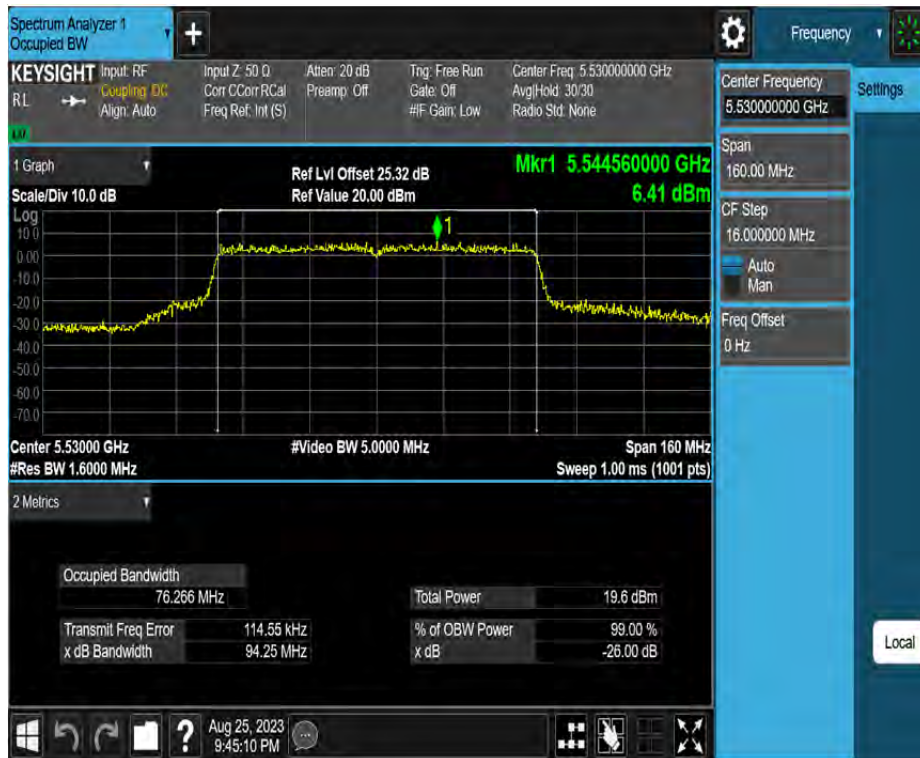 Spectrum Analyzer 1
Occupied BW
+
Frequency
KEYSIGHT
RL
Input: RF
Coupling: DC
Align: Auto
Input Z: 50 Ω
Corr CCorr RCal
Freq Ref: Int (S)
Atten: 20 dB
Preamp: Off
Trig: Free Run
Gate: Off
#IF Gain: Low
Center Freq: 5.530000000 GHz
Avg|Hold: 30/30
Radio Std: None
Center Frequency
5.530000000 GHz
Settings
Span
160.00 MHz
CF Step
16.000000 MHz
Auto
Man
Freq Offset
0 Hz
1 Graph
Scale/Div 10.0 dB
Ref Lvl Offset 25.32 dB
Ref Value 20.00 dBm
Mkr1 5.544560000 GHz
6.41 dBm
Log
10.0
0.00
-10.0
-20.0
-30.0
-40.0
-50.0
-60.0
-70.0
1
Center 5.53000 GHz
#Video BW 5.0000 MHz
Span 160 MHz
#Res BW 1.6000 MHz
Sweep 1.00 ms (1001 pts)
2 Metrics
Occupied Bandwidth
76.266 MHz
Total Power 19.6 dBm
Transmit Freq Error 114.55 kHz
% of OBW Power 99.00 %
x dB Bandwidth 94.25 MHz
x dB -26.00 dB
Local
?
Aug 25, 2023
9:45:10 PM